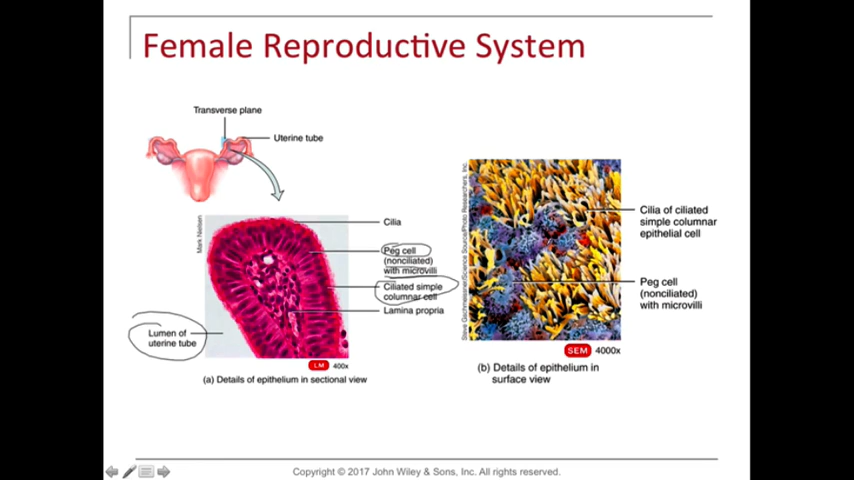 Female Reproductive System
Transverse plane
Uterine tube
Mark Nielsen
Cilia
Peg cell
(nonciliated)
with microvilli
Ciliated simple
columnar cell
Lamina propria
Lumen of
uterine tube
LM 400x
(a) Details of epithelium in sectional view
Cilia of ciliated
simple columnar
epithelial cell
Peg cell
(nonciliated)
with microvilli
SEM 4000x
(b) Details of epithelium in
surface view
Copyright © 2017 John Wiley & Sons, Inc. All rights reserved.